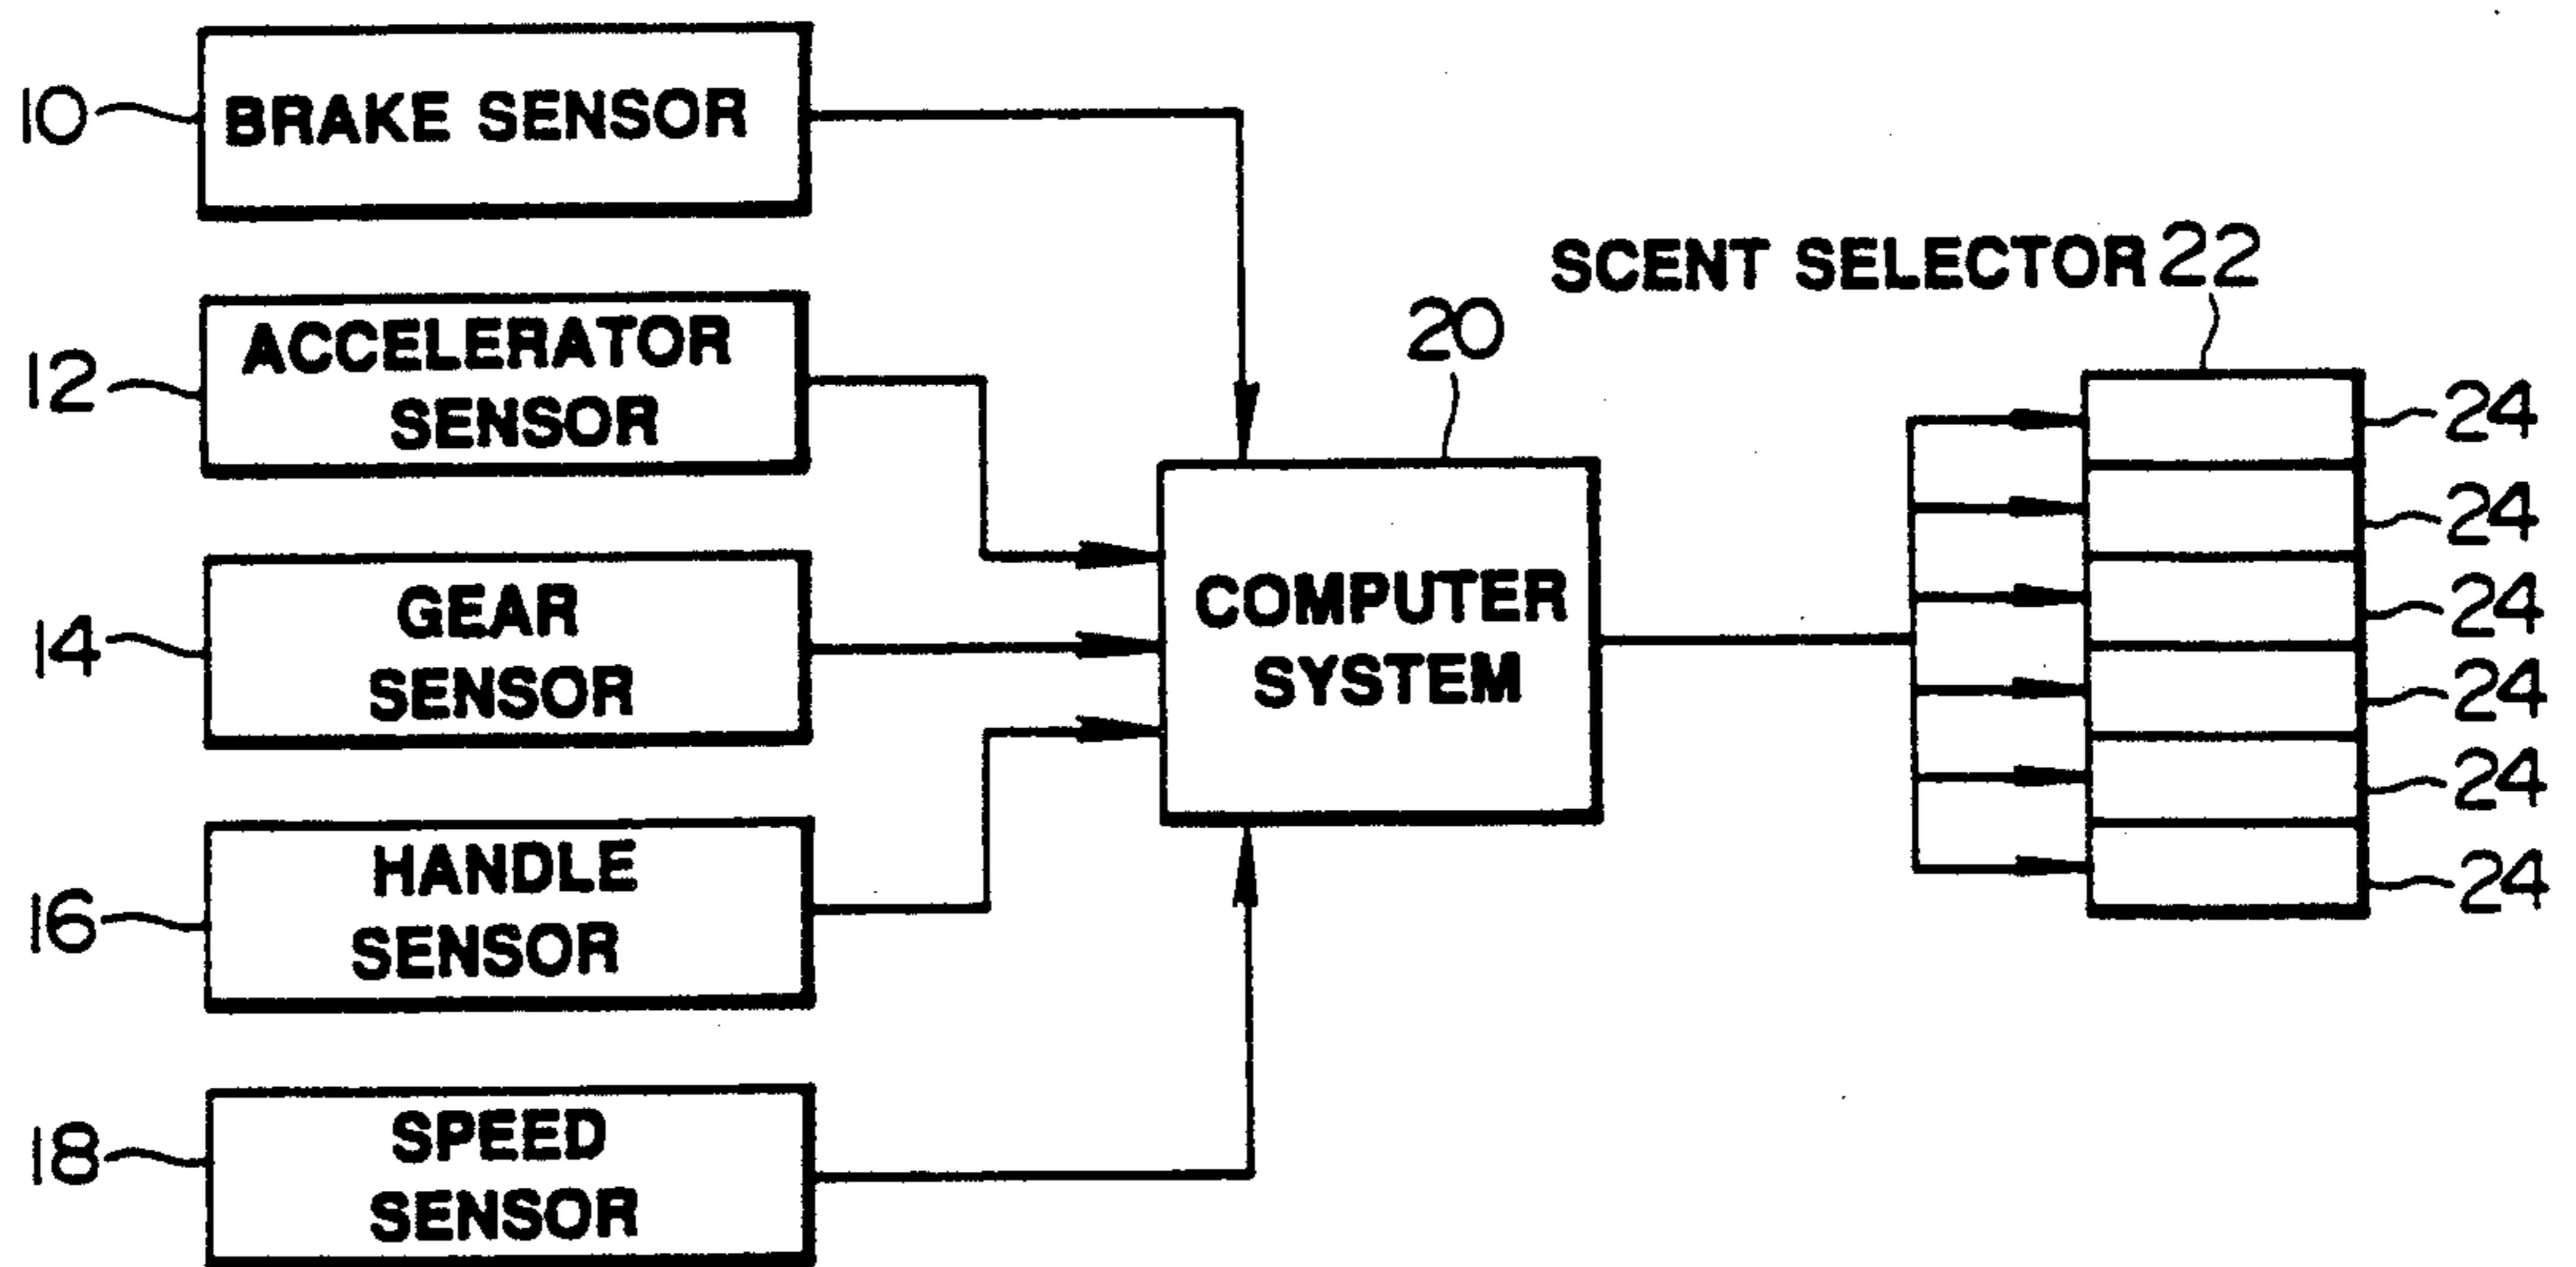 10 BRAKE SENSOR
12 ACCELERATOR
SENSOR
14 GEAR
SENSOR
16 HANDLE
SENSOR
18 SPEED
SENSOR
20
COMPUTER
SYSTEM
SCENT SELECTOR 22
24
24
24
24
24
24